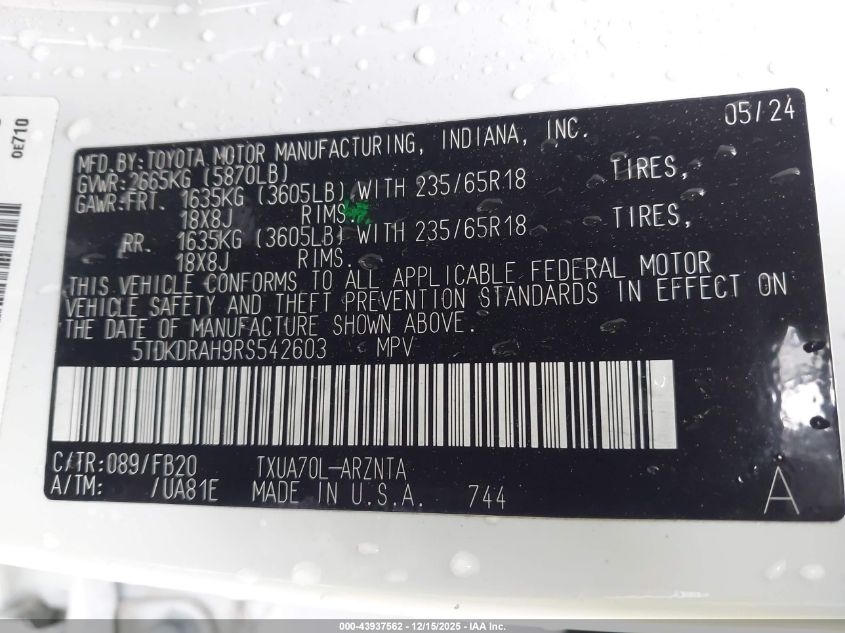 0E710
05/24
MFD.BY:TOYOTA MOTOR MANUFACTURING, INDIANA, INC.
GVWR:2665KG (5870LB)
GAWR:FRT. 1635KG (3605LB) WITH 235/65R18 TIRES,
18X8J RIMS.
RR. 1635KG (3605LB) WITH 235/65R18 TIRES,
18X8J RIMS.
THIS VEHICLE CONFORMS TO ALL APPLICABLE FEDERAL MOTOR
VEHICLE SAFETY AND THEFT PREVENTION STANDARDS IN EFFECT ON
THE DATE OF MANUFACTURE SHOWN ABOVE.
5TDKDRAH9RS542603 MPV
C/TR:089/FB20 TXUA70L-ARZNTA
A/TM: /UA81E MADE IN U.S.A. 744 A
000-43937562 - 12/15/2025 - IAA Inc.